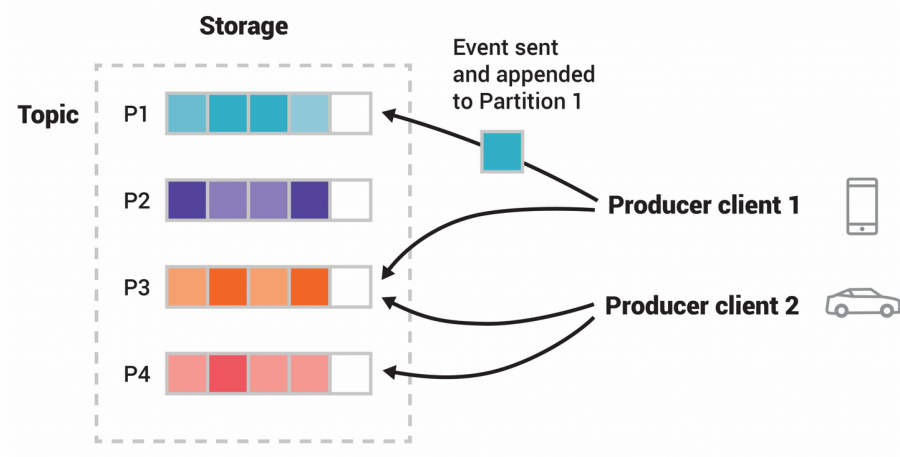 Storage
Event sent
and appended
to Partition 1
Topic
P1
P2
Producer client 1
P3
Producer client 2
P4